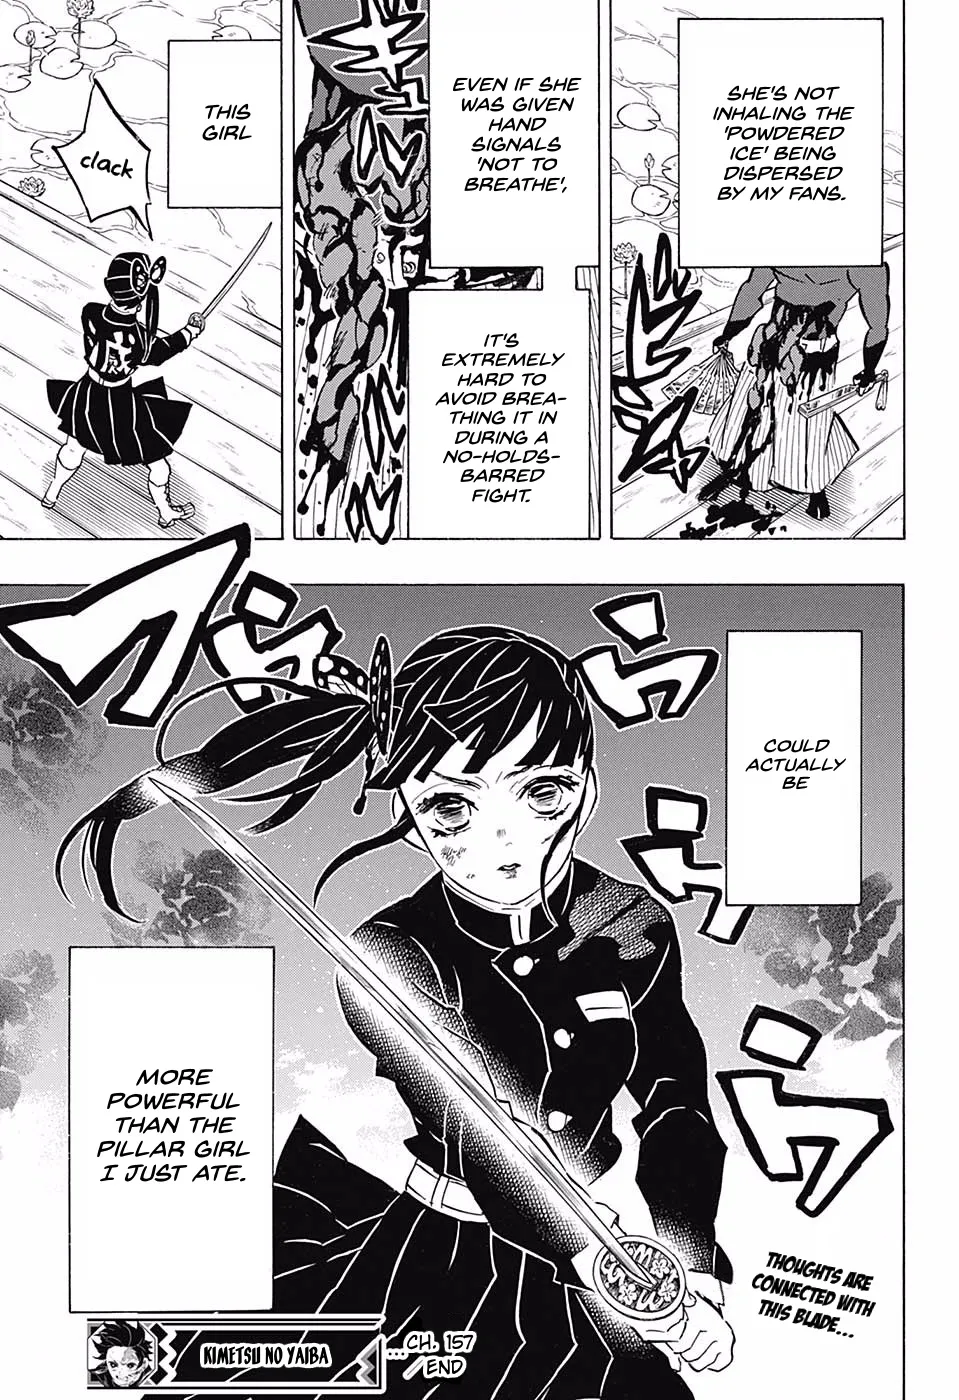 SHE'S NOT
INHALING THE
'POWDERED
ICE' BEING
DISPERSED
BY MY FANS.
EVEN IF SHE
WAS GIVEN
HAND
SIGNALS
'NOT TO
BREATHE',
IT'S
EXTREMELY
HARD TO
AVOID BREA-
THING IT IN
DURING A
NO-HOLDS-
BARRED
FIGHT.
THIS
GIRL
clack
COULD
ACTUALLY
BE
MORE
POWERFUL
THAN THE
PILLAR GIRL
I JUST ATE.
THOUGHTS ARE
CONNECTED WITH
THIS BLADE...
KIMETSU NO YAIBA
...CH. 157
END